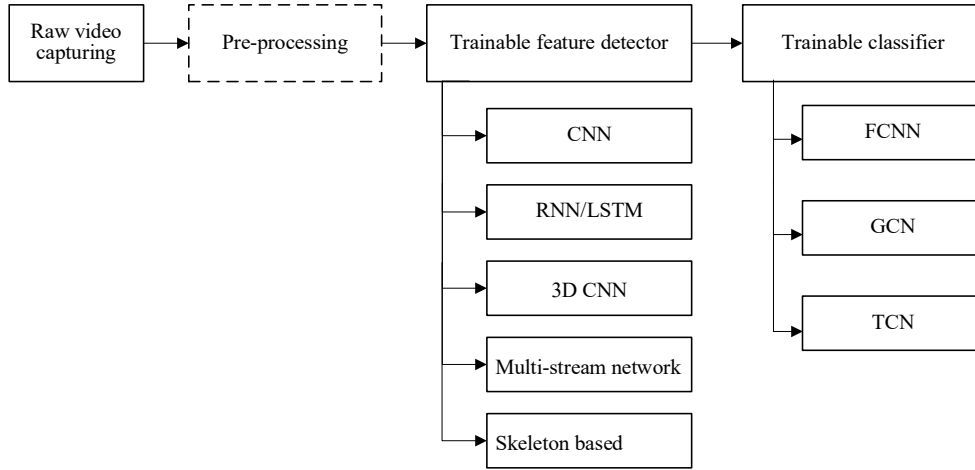 Raw video
capturing
Pre-processing
Trainable feature detector
Trainable classifier
CNN
RNN/LSTM
3D CNN
Multi-stream network
Skeleton based
FCNN
GCN
TCN